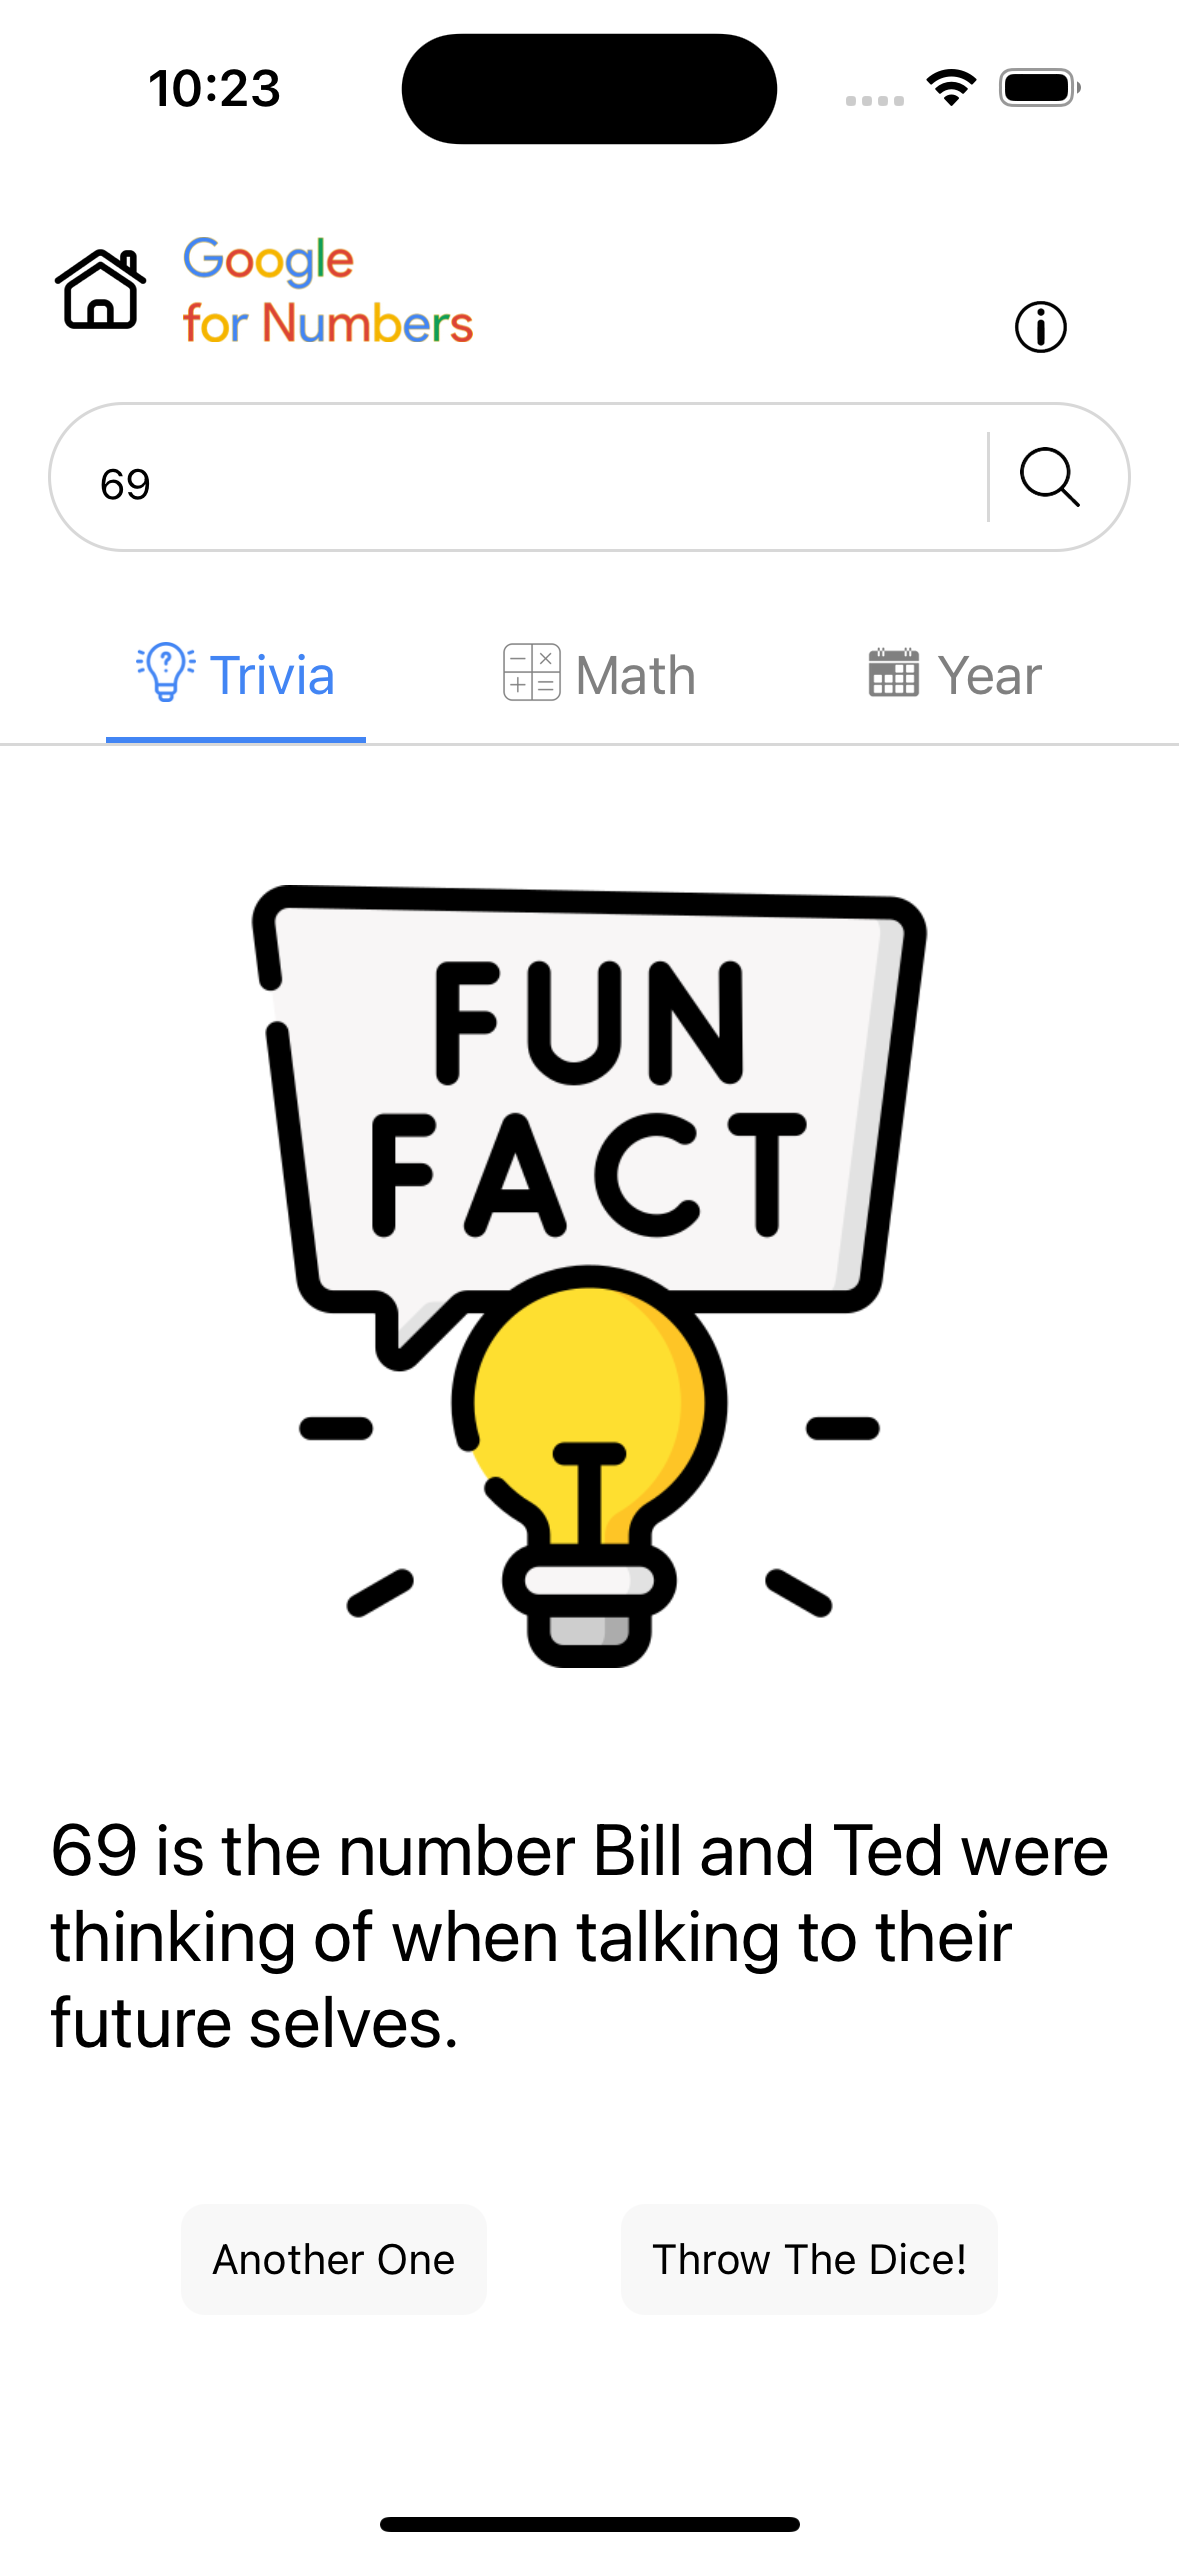 10:23
Google
for Numbers
69
Trivia
Math
Year
FUN
FACT
69 is the number Bill and Ted were
thinking of when talking to their
future selves.
Another One
Throw The Dice!